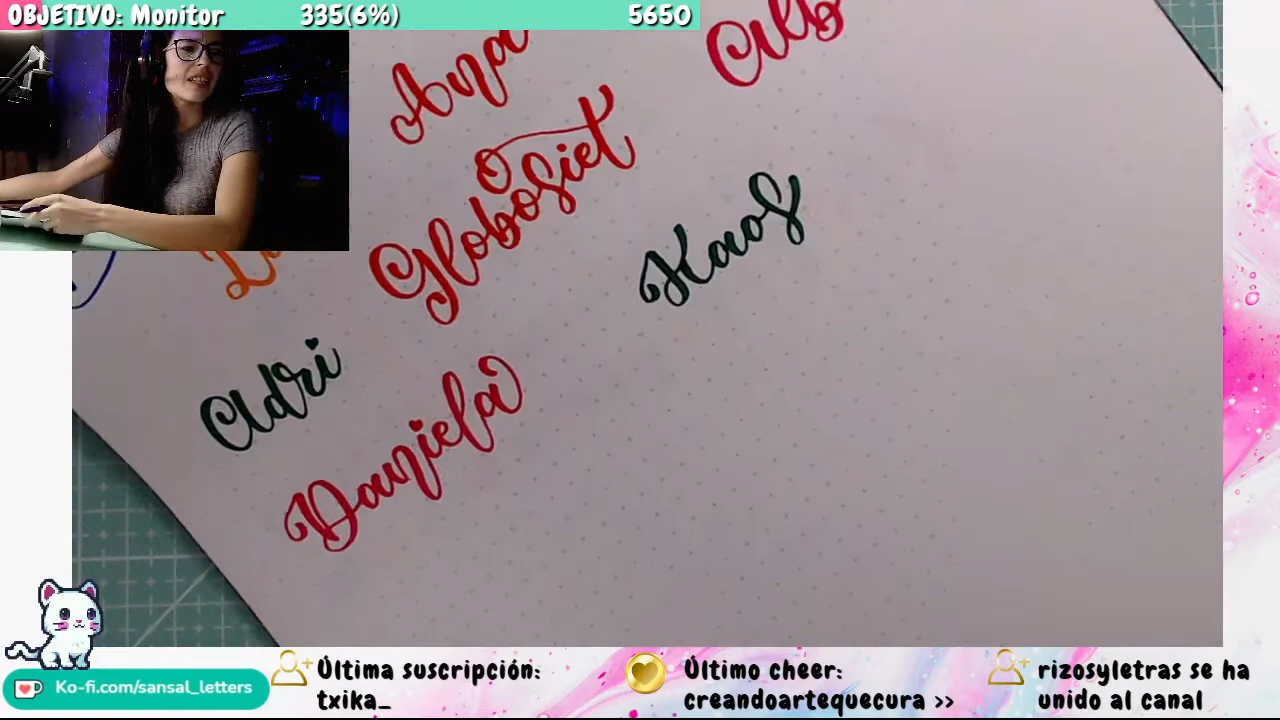 OBJETIVO: Monitor 335(6%) 5650
Ana
Globosiet
Kaos
Adri
Daniela
Ko-fi.com/sansal_letters
Última suscripción:
txika_
Último cheer:
creandoartequecura >>
rizosyletras se ha
unido al canal